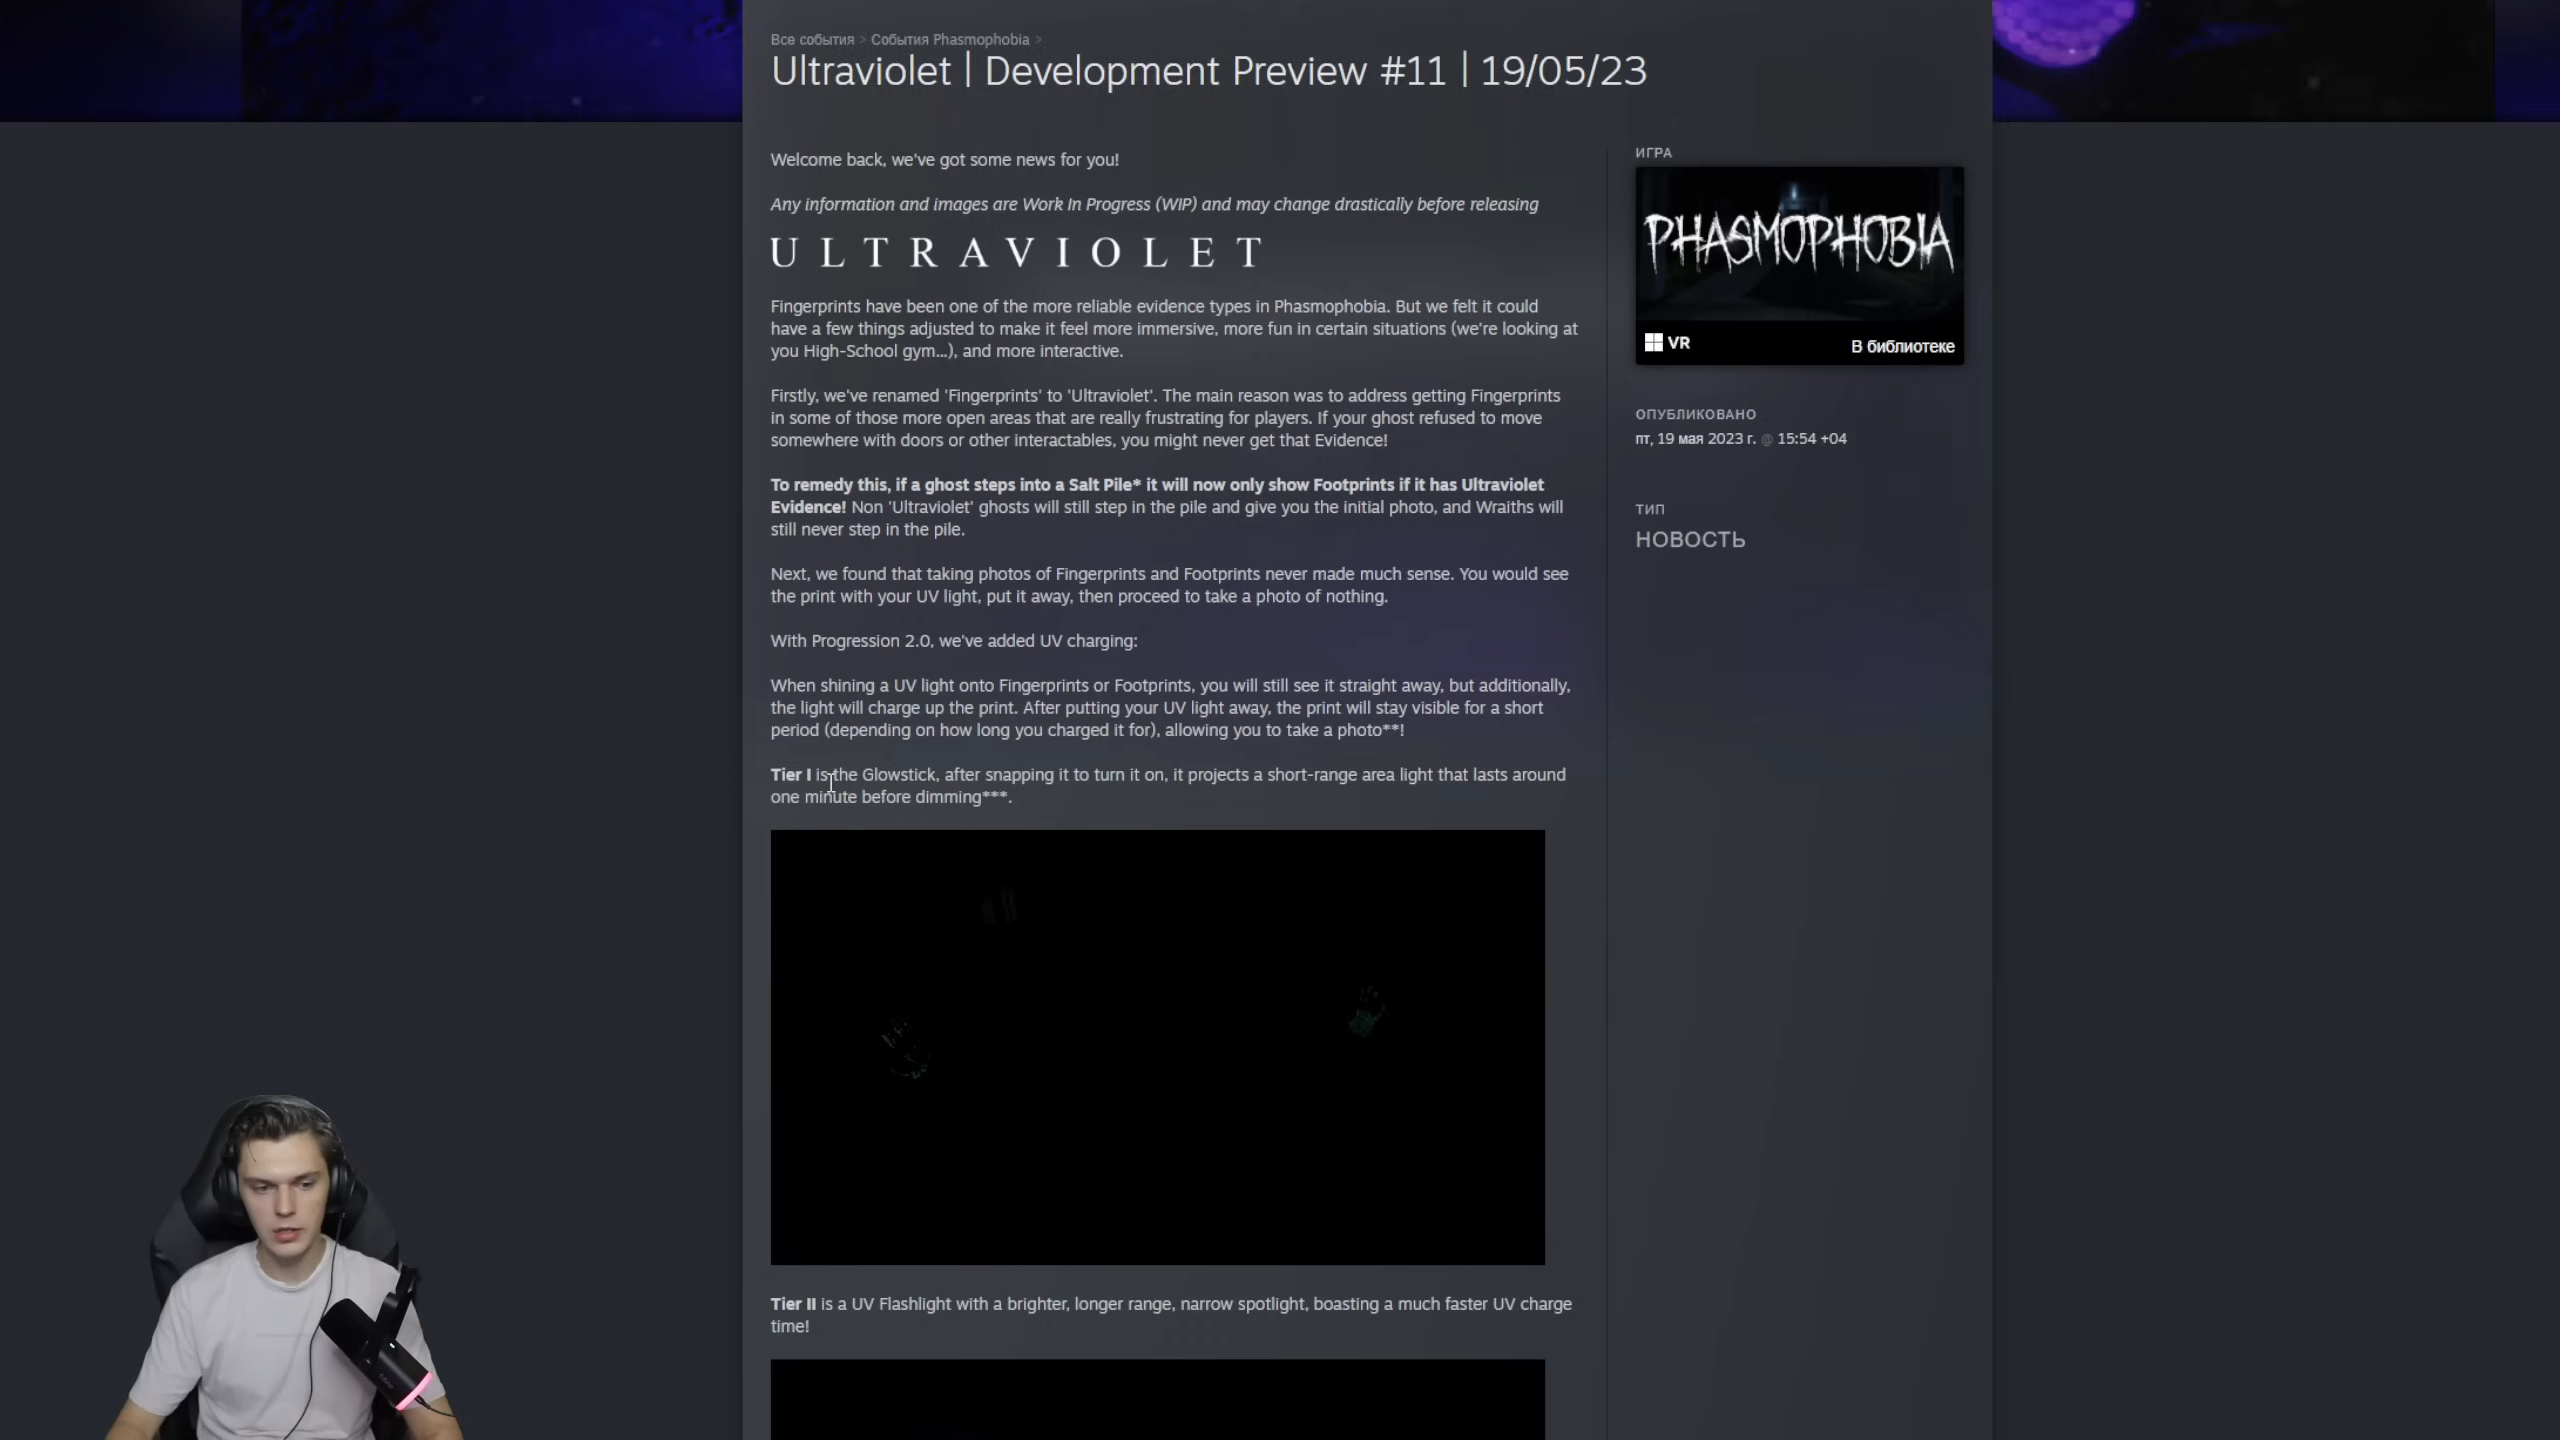 Все события > События Phasmophobia >
Ultraviolet | Development Preview #11 | 19/05/23
Welcome back, we've got some news for you!
Any information and images are Work In Progress (WIP) and may change drastically before releasing
ULTRAVIOLET
Fingerprints have been one of the more reliable evidence types in Phasmophobia. But we felt it could
have a few things adjusted to make it feel more immersive, more fun in certain situations (we're looking at
you High-School gym...), and more interactive.
Firstly, we've renamed 'Fingerprints' to 'Ultraviolet'. The main reason was to address getting Fingerprints
in some of those more open areas that are really frustrating for players. If your ghost refused to move
somewhere with doors or other interactables, you might never get that Evidence!
To remedy this, if a ghost steps into a Salt Pile* it will now only show Footprints if it has Ultraviolet
Evidence! Non 'Ultraviolet' ghosts will still step in the pile and give you the initial photo, and Wraiths will
still never step in the pile.
Next, we found that taking photos of Fingerprints and Footprints never made much sense. You would see
the print with your UV light, put it away, then proceed to take a photo of nothing.
With Progression 2.0, we've added UV charging:
When shining a UV light onto Fingerprints or Footprints, you will still see it straight away, but additionally,
the light will charge up the print. After putting your UV light away, the print will stay visible for a short
period (depending on how long you charged it for), allowing you to take a photo**!
Tier I is the Glowstick, after snapping it to turn it on, it projects a short-range area light that lasts around
one minute before dimming***.
Tier II is a UV Flashlight with a brighter, longer range, narrow spotlight, boasting a much faster UV charge
time!
ИГРА
PHASMOPHOBIA
VR
В библиотеке
ОПУБЛИКОВАНО
пт, 19 мая 2023 г. @ 15:54 +04
ТИП
НОВОСТЬ